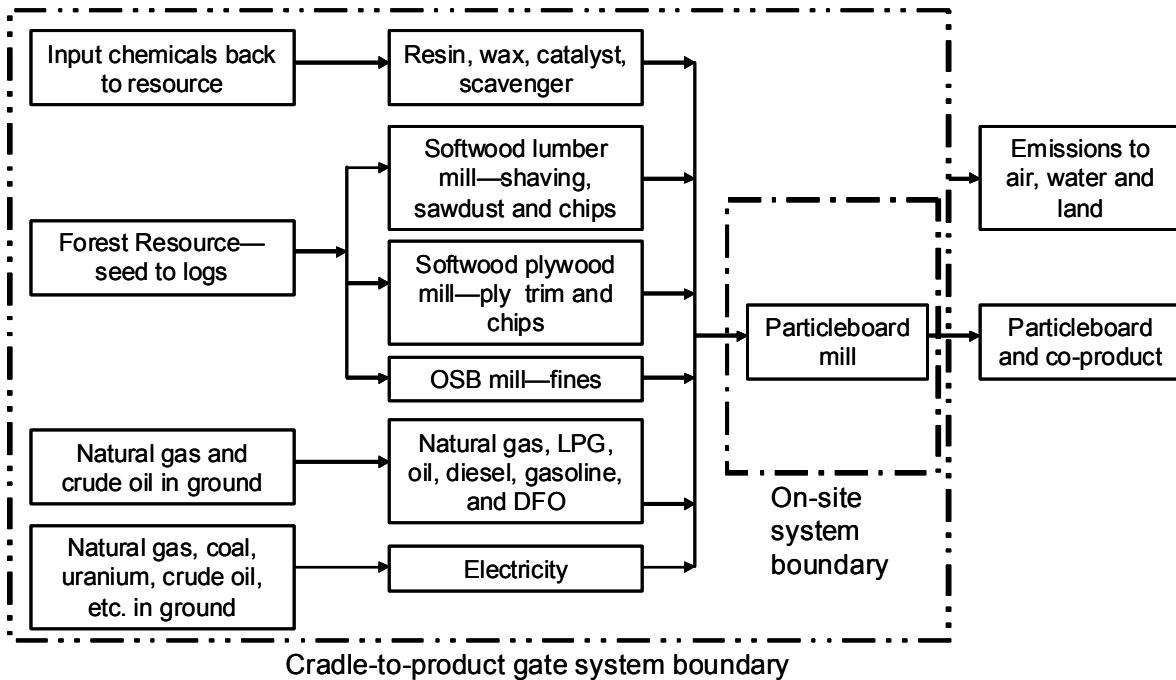 Input chemicals back
to resource
Resin, wax, catalyst,
scavenger
Forest Resource—
seed to logs
Softwood lumber
mill—shaving,
sawdust and chips
Softwood plywood
mill—ply trim and
chips
OSB mill—fines
Natural gas and
crude oil in ground
Natural gas, LPG,
oil, diesel, gasoline,
and DFO
Natural gas, coal,
uranium, crude oil,
etc. in ground
Electricity
Particleboard
mill
On-site
system
boundary
Emissions to
air, water and
land
Particleboard
and co-product
Cradle-to-product gate system boundary